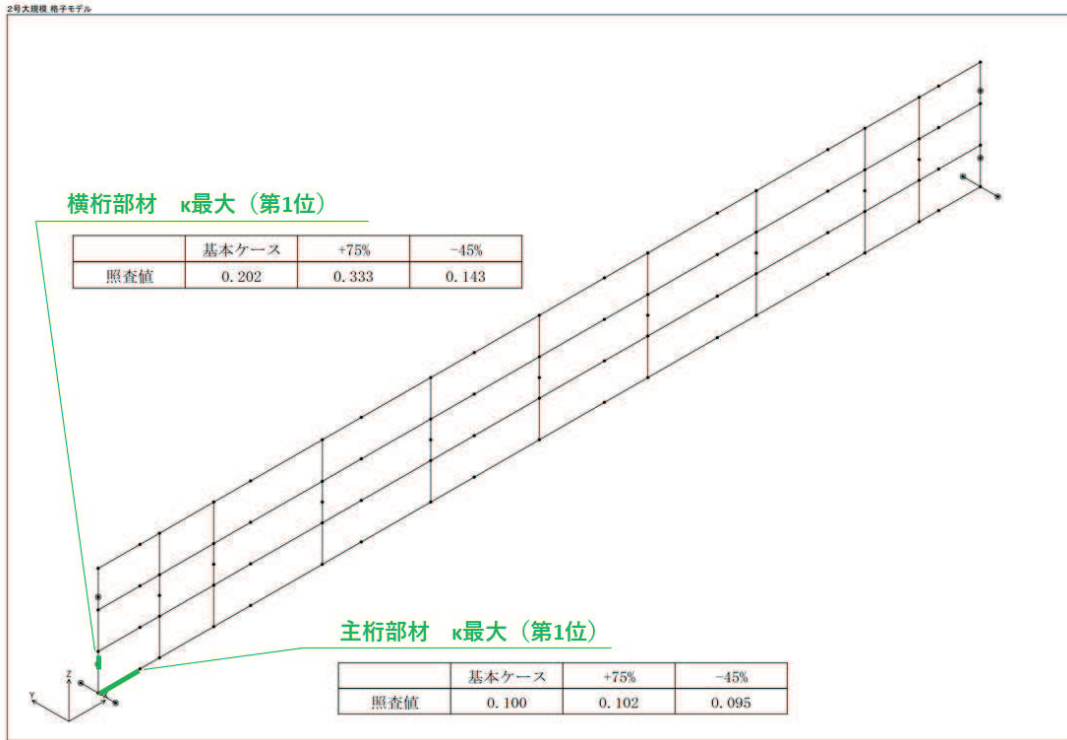 2号大規模 格子モデル
横桁部材 κ最大（第1位）
基本ケース +75% -45%
照査値 0.202 0.333 0.143
主桁部材 κ最大（第1位）
基本ケース +75% -45%
照査値 0.100 0.102 0.095
Z
Y